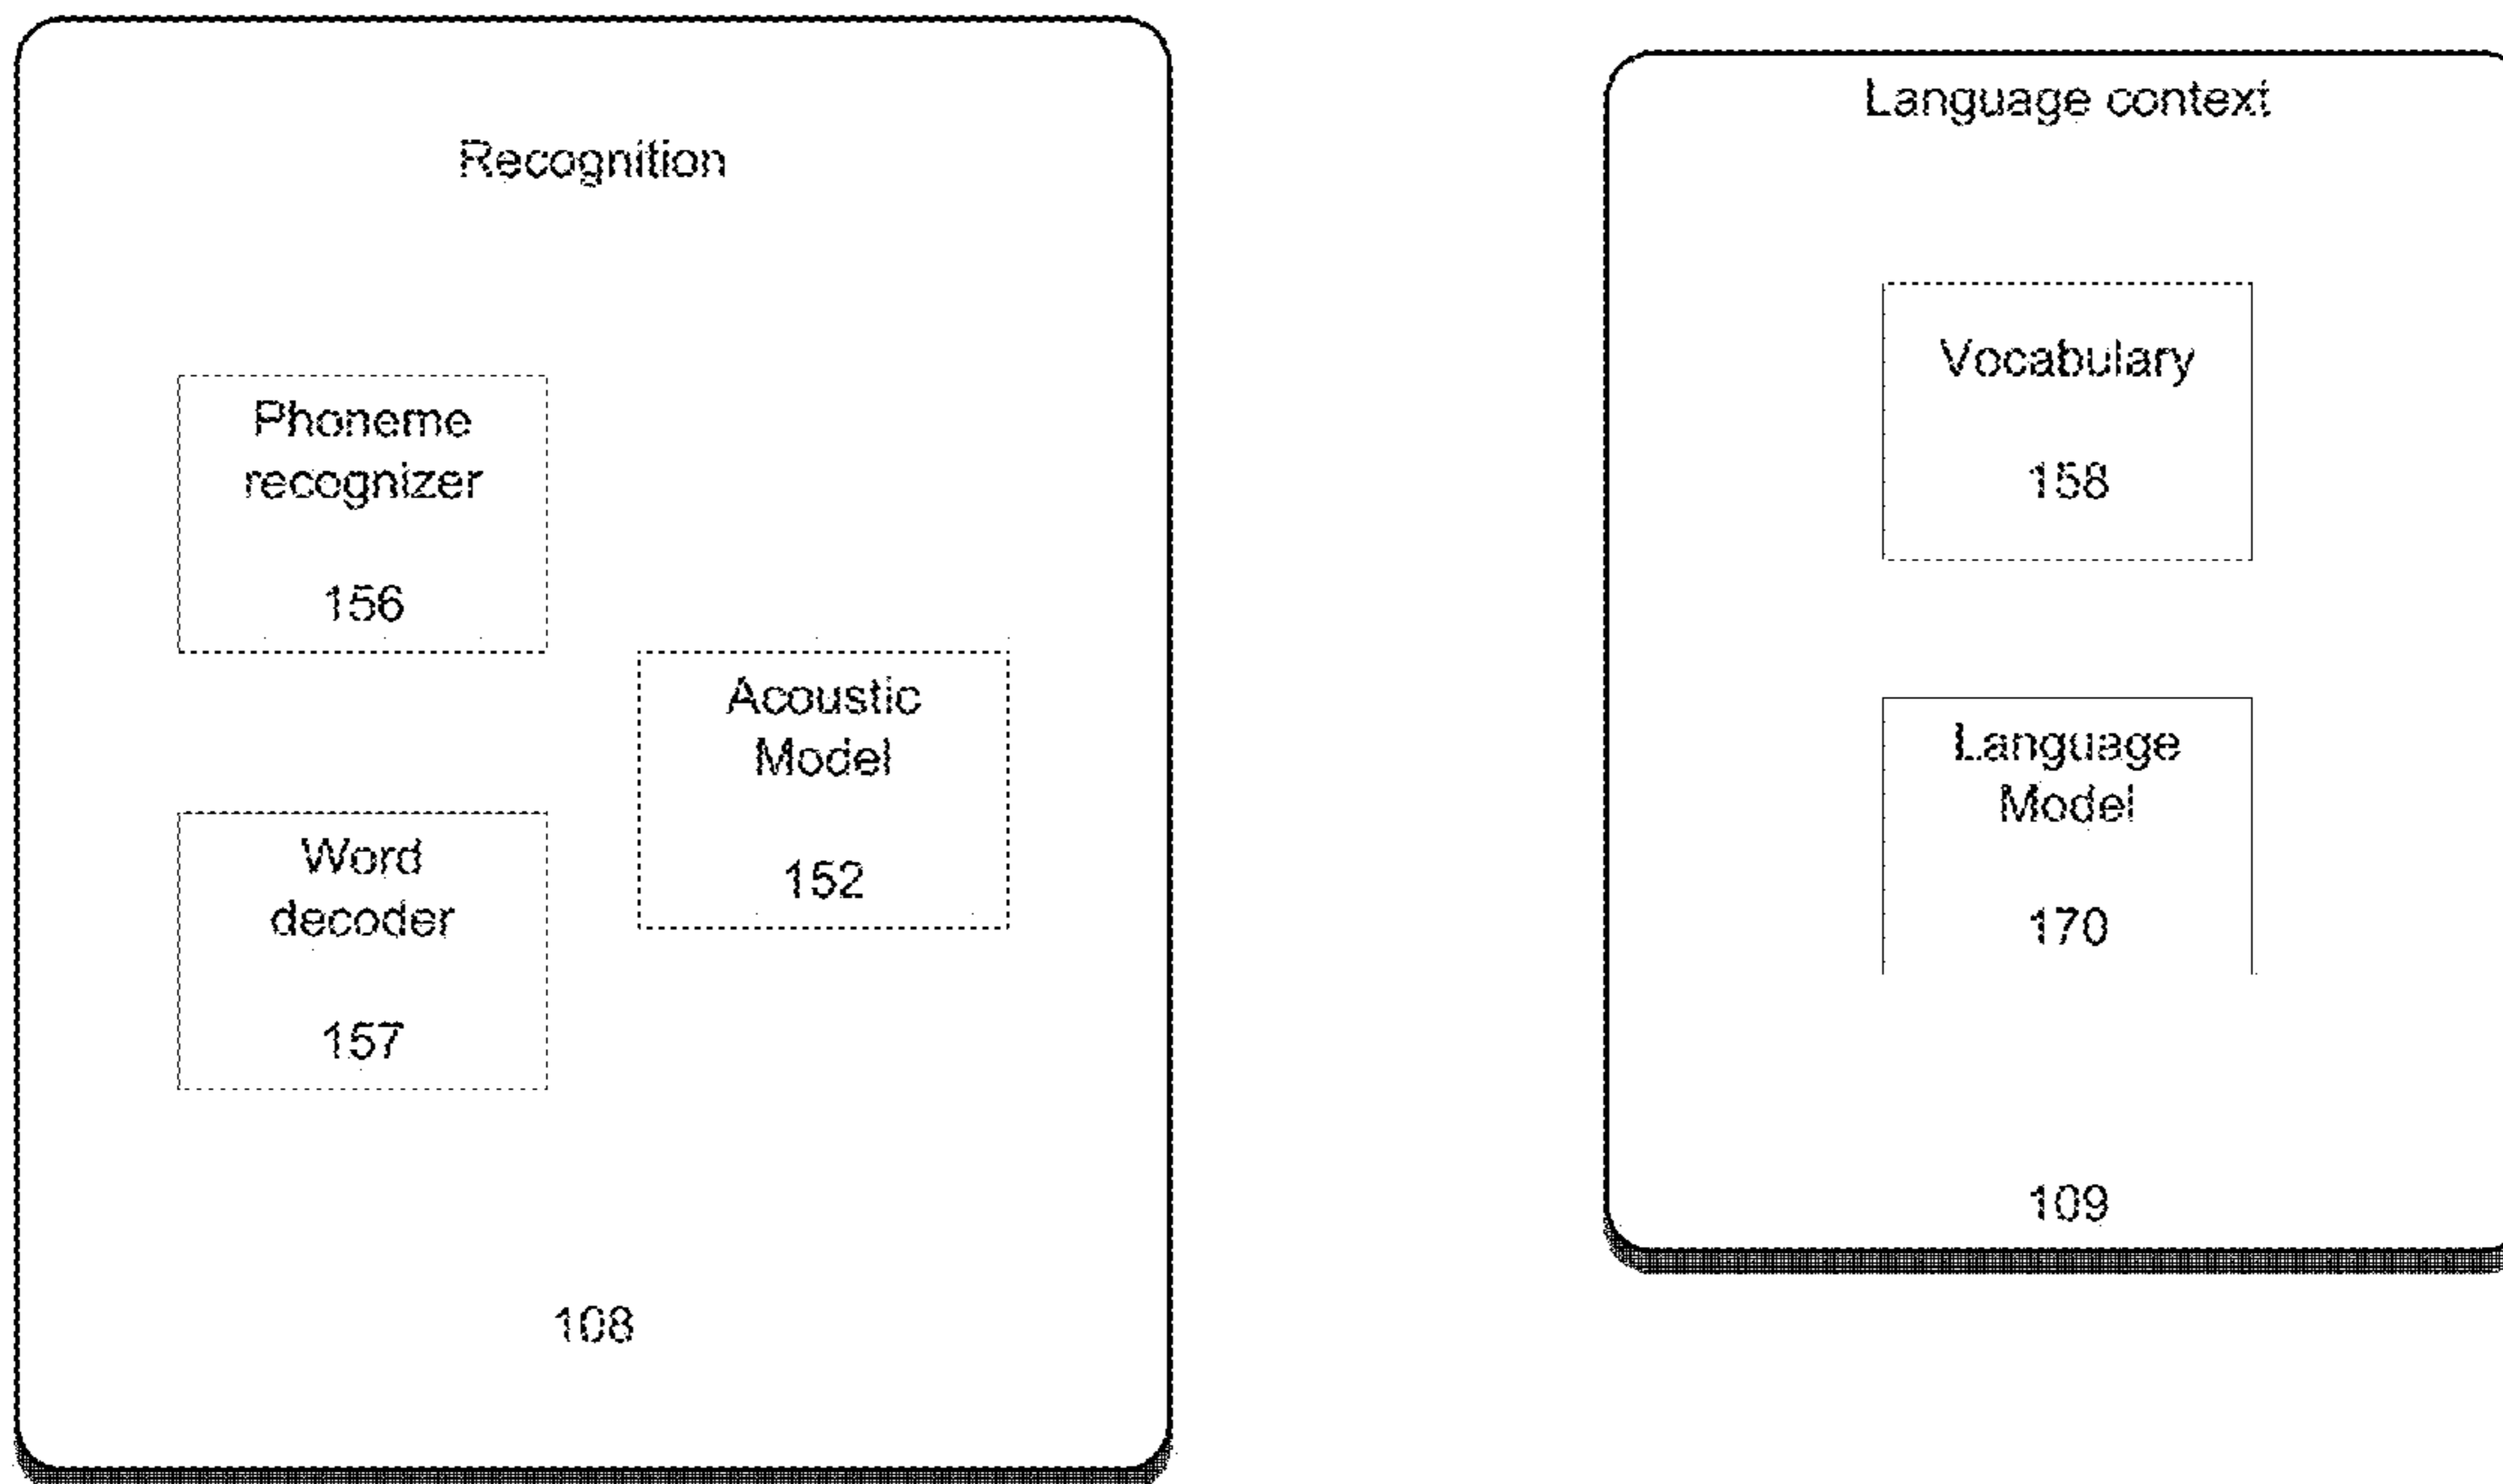 Recognition
Phoneme
recognizer
156
Acoustic
Model
152
Word
decoder
157
108
Language context
Vocabulary
158
Language
Model
170
109